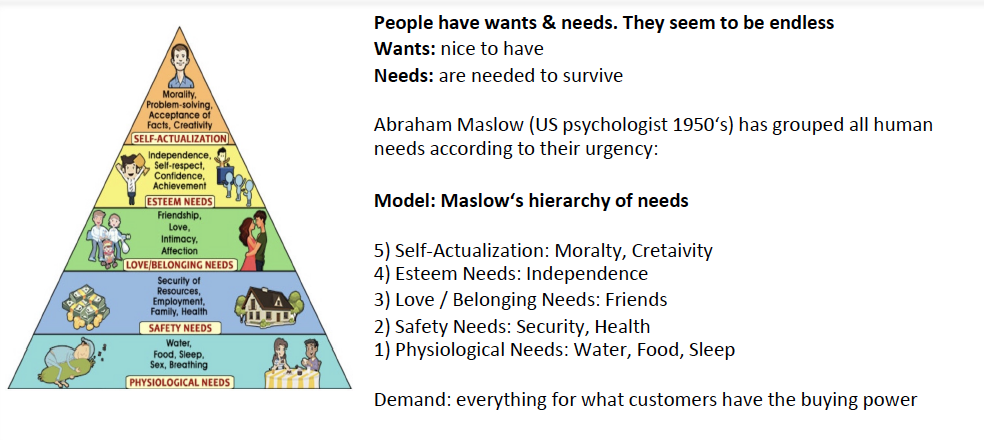 Morality,
Problem-solving,
Acceptance of
Facts, Creativity
SELF-ACTUALIZATION
Independence,
Self-respect,
Confidence,
Achievement
ESTEEM NEEDS
Friendship,
Love,
Intimacy,
Affection
LOVE/BELONGING NEEDS
Security of
Resources,
Employment,
Family, Health
SAFETY NEEDS
Water,
Food, Sleep,
Sex, Breathing
PHYSIOLOGICAL NEEDS
People have wants & needs. They seem to be endless
Wants: nice to have
Needs: are needed to survive
Abraham Maslow (US psychologist 1950‘s) has grouped all human
needs according to their urgency:
Model: Maslow‘s hierarchy of needs
5) Self-Actualization: Moralty, Cretaivity
4) Esteem Needs: Independence
3) Love / Belonging Needs: Friends
2) Safety Needs: Security, Health
1) Physiological Needs: Water, Food, Sleep
Demand: everything for what customers have the buying power